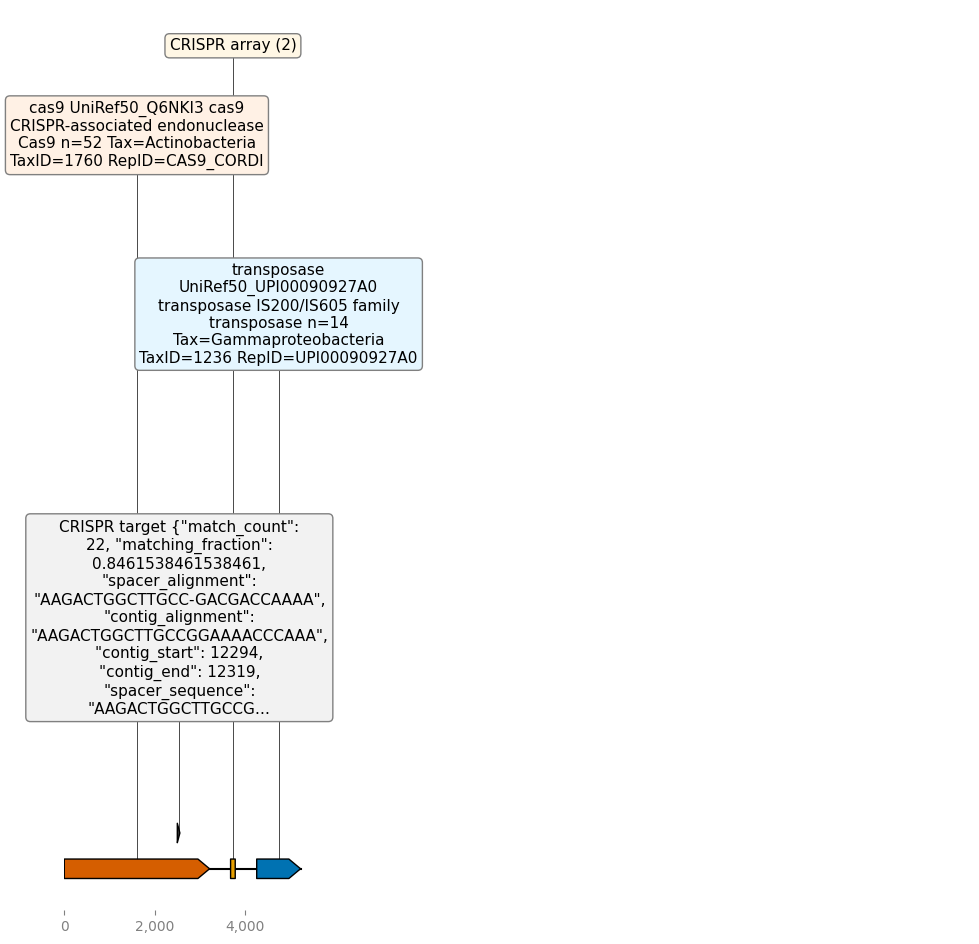 CRISPR array (2)
cas9 UniRef50_Q6NKI3 cas9
CRISPR-associated endonuclease
Cas9 n=52 Tax=Actinobacteria
TaxID=1760 RepID=CAS9_CORDI
transposase
UniRef50_UPI00090927A0
transposase IS200/IS605 family
transposase n=14
Tax=Gammaproteobacteria
TaxID=1236 RepID=UPI00090927A0
CRISPR target {"match_count":
22, "matching_fraction":
0.8461538461538461,
"spacer_alignment":
"AAGACTGGCTTGCC-GACGACCAAAA",
"contig_alignment":
"AAGACTGGCTTGCCGGAAAACCCAAA",
"contig_start": 12294,
"contig_end": 12319,
"spacer_sequence":
"AAGACTGGCTTGCCG...
0 2,000 4,000